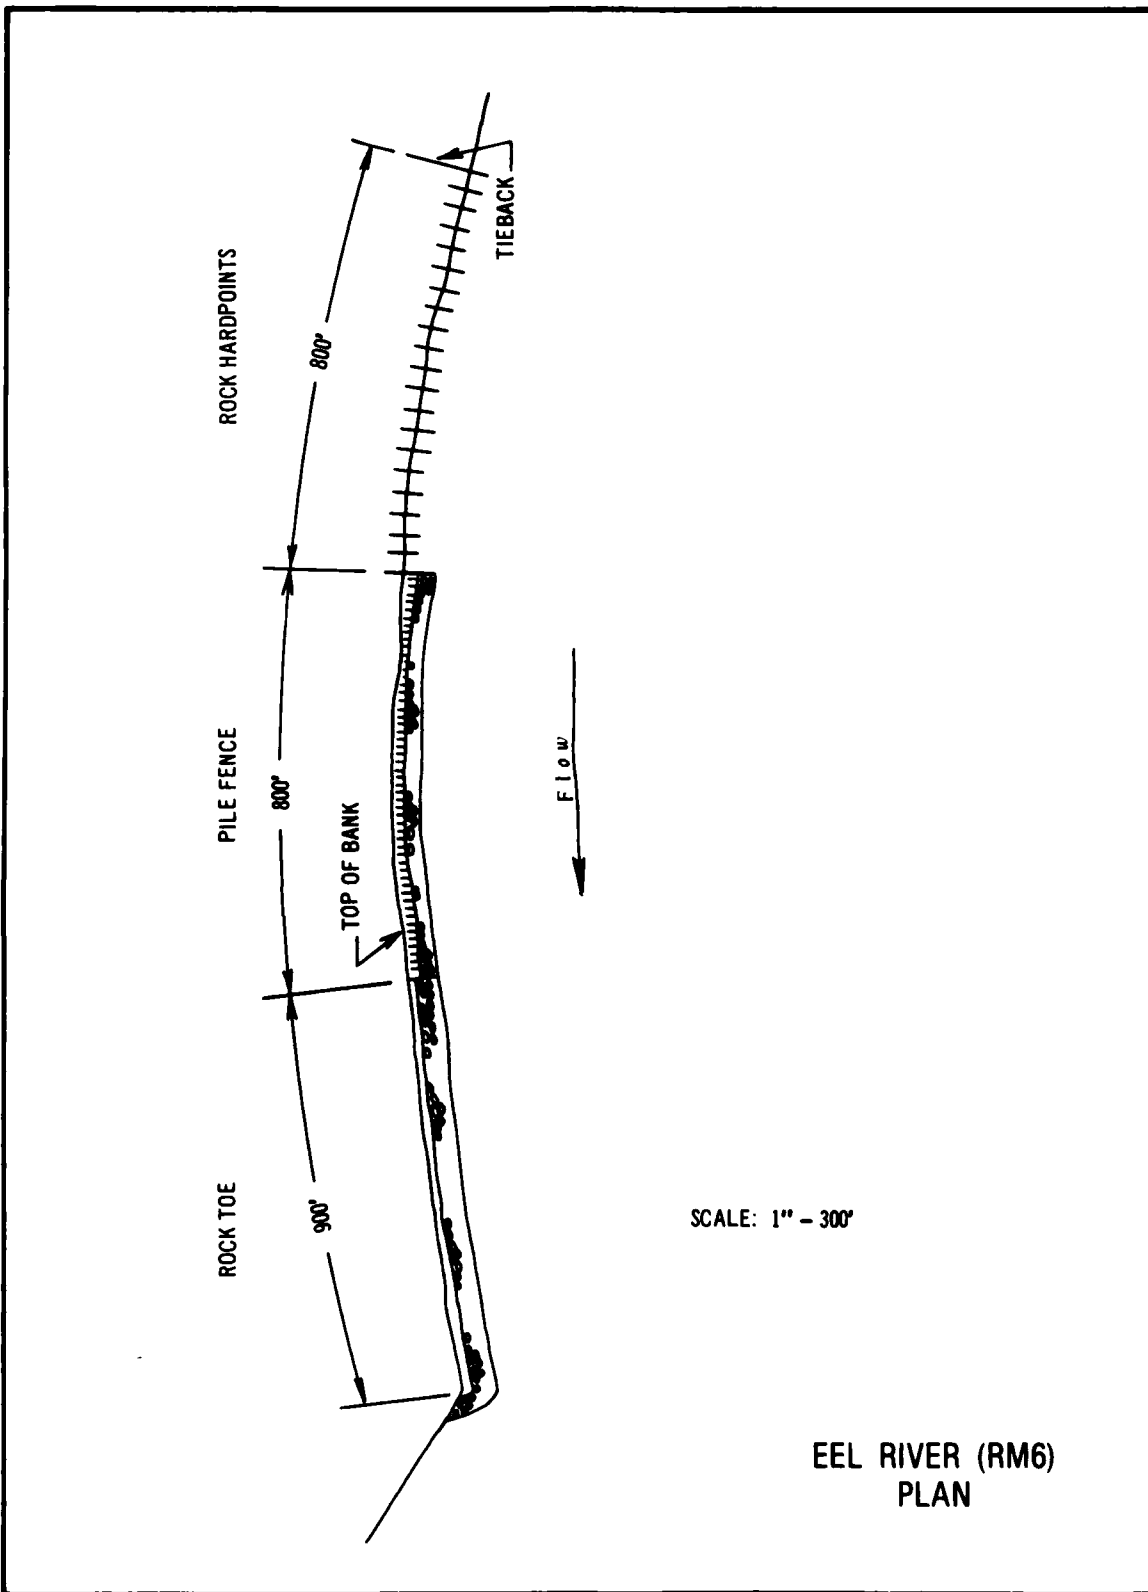 ROCK HARDPOINTS
800'
TIEBACK
PILE FENCE
800'
TOP OF BANK
Flow
ROCK TOE
900'
SCALE: 1" - 300'
EEL RIVER (RM6)
PLAN